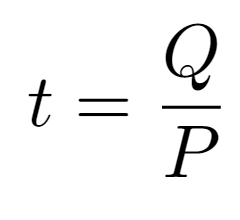 t = Q/P